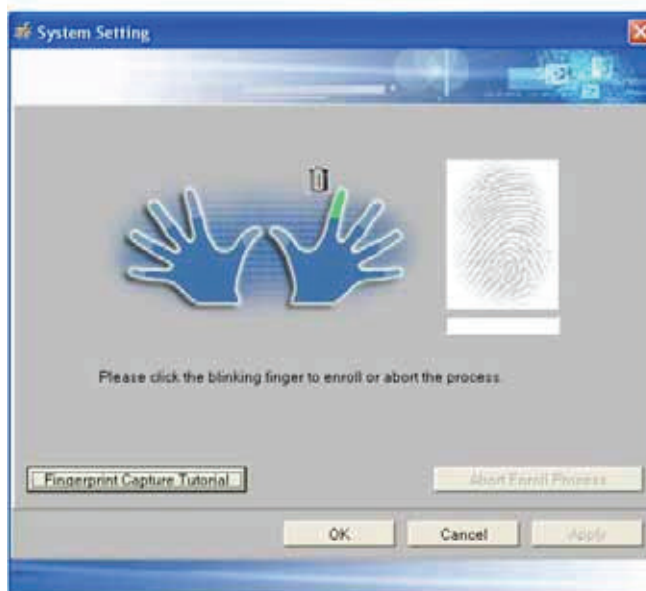 System Setting
Please click the blinking finger to enroll or abort the process
Fingerprint Capture Tutorial
Abort Enroll Process
OK
Cancel
Apply